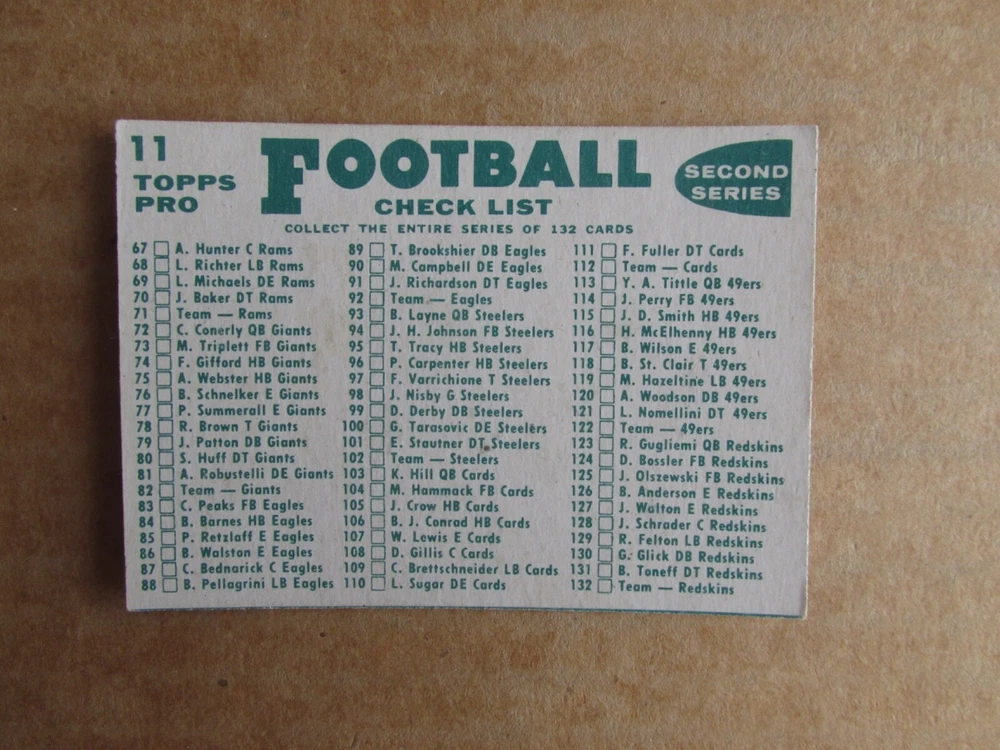 11
TOPPS
PRO
FOOTBALL
CHECK LIST
SECOND
SERIES
COLLECT THE ENTIRE SERIES OF 132 CARDS
67 A. Hunter C Rams
68 L. Richter LB Rams
69 L. Michaels DE Rams
70 J. Baker DT Rams
71 Team — Rams
72 C. Conerly QB Giants
73 M. Triplett FB Giants
74 F. Gifford HB Giants
75 A. Webster HB Giants
76 B. Schnelker E Giants
77 P. Summerall E Giants
78 R. Brown T Giants
79 J. Patton DB Giants
80 S. Huff DT Giants
81 A. Robustelli DE Giants
82 Team — Giants
83 C. Peaks FB Eagles
84 B. Barnes HB Eagles
85 P. Retzlaff E Eagles
86 B. Walston E Eagles
87 C. Bednarick C Eagles
88 B. Pellagrini LB Eagles
89 T. Brookshier DB Eagles
90 M. Campbell DE Eagles
91 J. Richardson DT Eagles
92 Team — Eagles
93 B. Layne QB Steelers
94 J. H. Johnson FB Steelers
95 T. Tracy HB Steelers
96 P. Carpenter HB Steelers
97 F. Varrichione T Steelers
98 J. Nisby G Steelers
99 D. Derby DB Steelers
100 G. Tarasovic DE Steelers
101 E. Stautner DT Steelers
102 Team — Steelers
103 K. Hill QB Cards
104 M. Hammack FB Cards
105 J. Crow HB Cards
106 B. J. Conrad HB Cards
107 W. Lewis E Cards
108 D. Gillis C Cards
109 C. Brettschneider LB Cards
110 L. Sugar DE Cards
111 F. Fuller DT Cards
112 Team — Cards
113 Y. A. Tittle QB 49ers
114 J. Perry FB 49ers
115 J. D. Smith HB 49ers
116 H. McElhenny HB 49ers
117 B. Wilson E 49ers
118 B. St. Clair T 49ers
119 M. Hazeltine LB 49ers
120 A. Woodson DB 49ers
121 L. Nomellini DT 49ers
122 Team — 49ers
123 R. Gugliemi QB Redskins
124 D. Bossler FB Redskins
125 J. Olszewski FB Redskins
126 B. Anderson E Redskins
127 J. Walton E Redskins
128 J. Schrader C Redskins
129 R. Felton LB Redskins
130 G. Glick DB Redskins
131 B. Toneff DT Redskins
132 Team — Redskins